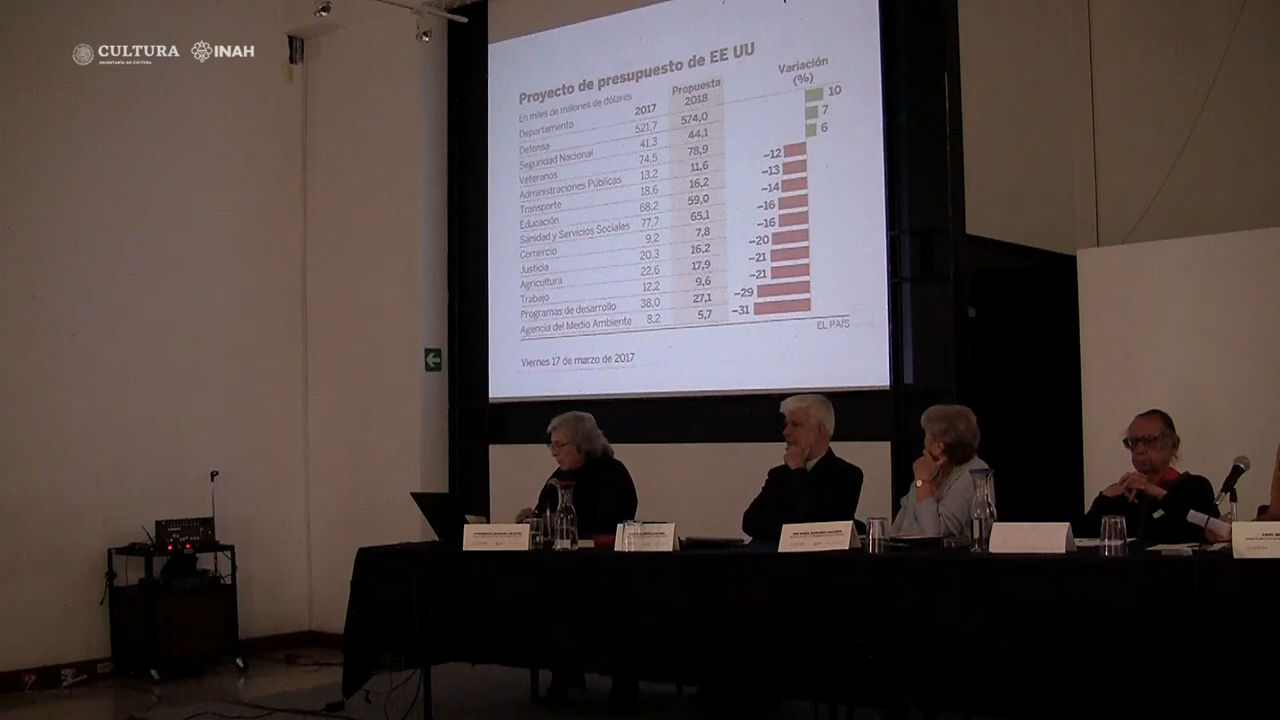 CULTURA
SECRETARÍA DE CULTURA
INAH
Proyecto de presupuesto de EE UU
En miles de millones de dólares
Departamento 2017 Propuesta 2018 Variación (%)
Defensa 521,7 574,0 10
Seguridad Nacional 41,3 44,1 7
Veteranos 74,5 78,9 6
Administraciones Públicas 13,2 11,6 –12
Transporte 18,6 16,2 –13
Educación 68,2 59,0 –14
Sanidad y Servicios Sociales 77,7 65,1 –16
Comercio 9,2 7,8 –16
Justicia 20,3 16,2 –20
Agricultura 22,6 17,9 –21
Trabajo 12,2 9,6 –21
Programas de desarrollo 38,0 27,1 –29
Agencia del Medio Ambiente 8,2 5,7 –31
EL PAÍS
Viernes 17 de marzo de 2017